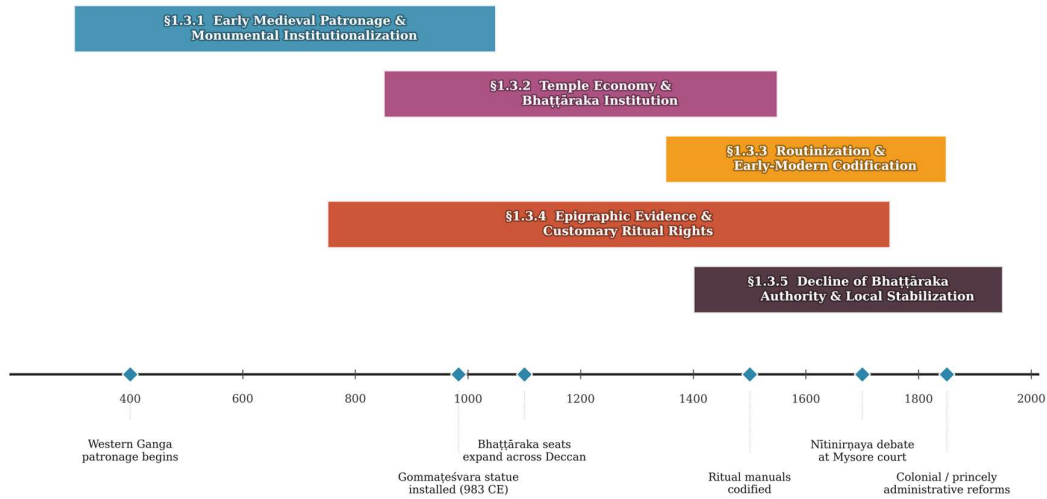 §1.3.1 Early Medieval Patronage &
Monumental Institutionalization
§1.3.2 Temple Economy &
Bhaṭṭāraka Institution
§1.3.3 Routinization &
Early-Modern Codification
§1.3.4 Epigraphic Evidence &
Customary Ritual Rights
§1.3.5 Decline of Bhaṭṭāraka
Authority & Local Stabilization
400 600 800 1000 1200 1400 1600 1800 2000
Western Ganga
patronage begins
Gommaṭeśvara statue
installed (983 CE)
Bhaṭṭāraka seats
expand across Deccan
Ritual manuals
codified
Nītinirṇaya debate
at Mysore court
Colonial / princely
administrative reforms